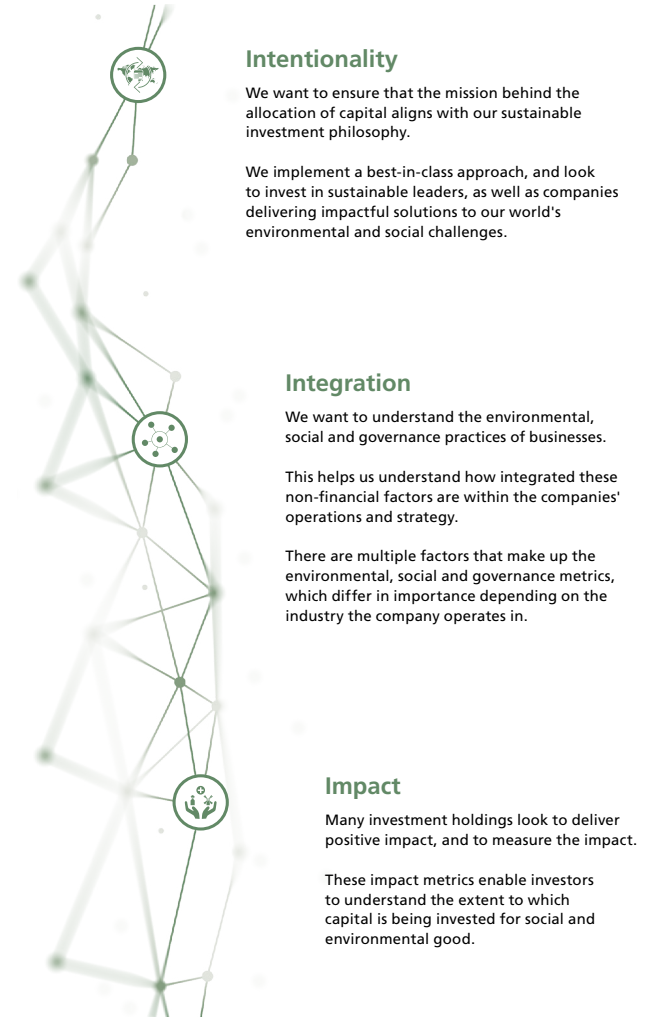 Intentionality
We want to ensure that the mission behind the
allocation of capital aligns with our sustainable
investment philosophy.
We implement a best-in-class approach, and look
to invest in sustainable leaders, as well as companies
delivering impactful solutions to our world's
environmental and social challenges.
Integration
We want to understand the environmental,
social and governance practices of businesses.
This helps us understand how integrated these
non-financial factors are within the companies'
operations and strategy.
There are multiple factors that make up the
environmental, social and governance metrics,
which differ in importance depending on the
industry the company operates in.
Impact
Many investment holdings look to deliver
positive impact, and to measure the impact.
These impact metrics enable investors
to understand the extent to which
capital is being invested for social and
environmental good.